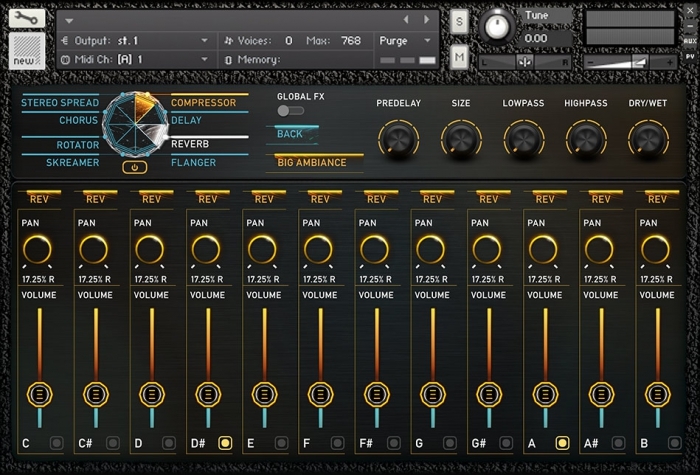 Output: st. 1
Voices: 0 Max: 768
Purge
S
Tune
0.00
AUX
new
Midi Ch: [A] 1
Memory:
M
L
R
PV
STEREO SPREAD
COMPRESSOR
CHORUS
DELAY
ROTATOR
REVERB
SKREAMER
FLANGER
GLOBAL FX
BACK
BIG AMBIANCE
PREDELAY
SIZE
LOWPASS
HIGHPASS
DRY/WET
REV REV REV REV REV REV REV REV REV REV REV REV
PAN PAN PAN PAN PAN PAN PAN PAN PAN PAN PAN PAN
17.25% R 17.25% R 17.25% R 17.25% R 17.25% R 17.25% R 17.25% R 17.25% R 17.25% R 17.25% R 17.25% R 17.25% R
VOLUME VOLUME VOLUME VOLUME VOLUME VOLUME VOLUME VOLUME VOLUME VOLUME VOLUME VOLUME
C C# D D# E F F# G G# A A# B